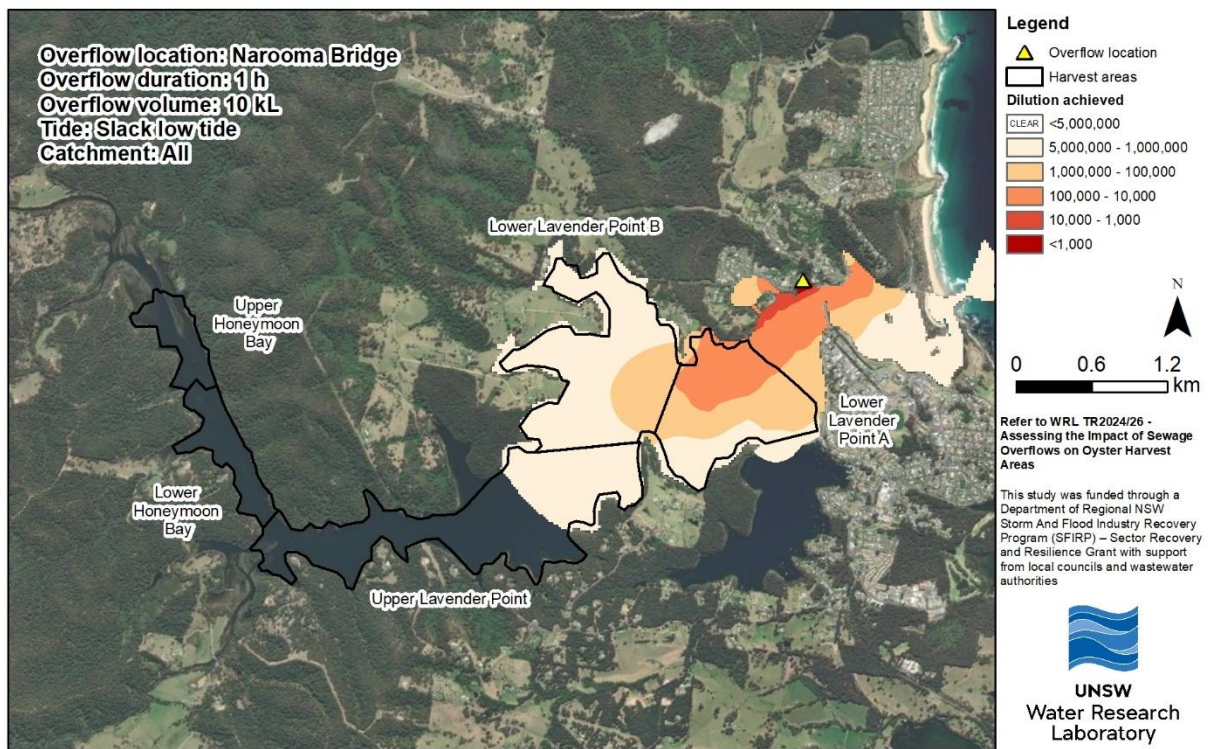 Overflow location: Narooma Bridge
Overflow duration: 1 h
Overflow volume: 10 kL
Tide: Slack low tide
Catchment: All
Lower Lavender Point B
Upper
Honeymoon
Bay
Lower
Honeymoon
Bay
Upper Lavender Point
Lower
Lavender
Point A
Legend
Overflow location
Harvest areas
Dilution achieved
CLEAR <5,000,000
5,000,000 - 1,000,000
1,000,000 - 100,000
100,000 - 10,000
10,000 - 1,000
<1,000
N
0 0.6 1.2
km
Refer to WRL TR2024/26 -
Assessing the Impact of Sewage
Overflows on Oyster Harvest
Areas
This study was funded through a
Department of Regional NSW
Storm And Flood Industry Recovery
Program (SFIRP) – Sector Recovery
and Resilience Grant with support
from local councils and wastewater
authorities
UNSW
Water Research
Laboratory